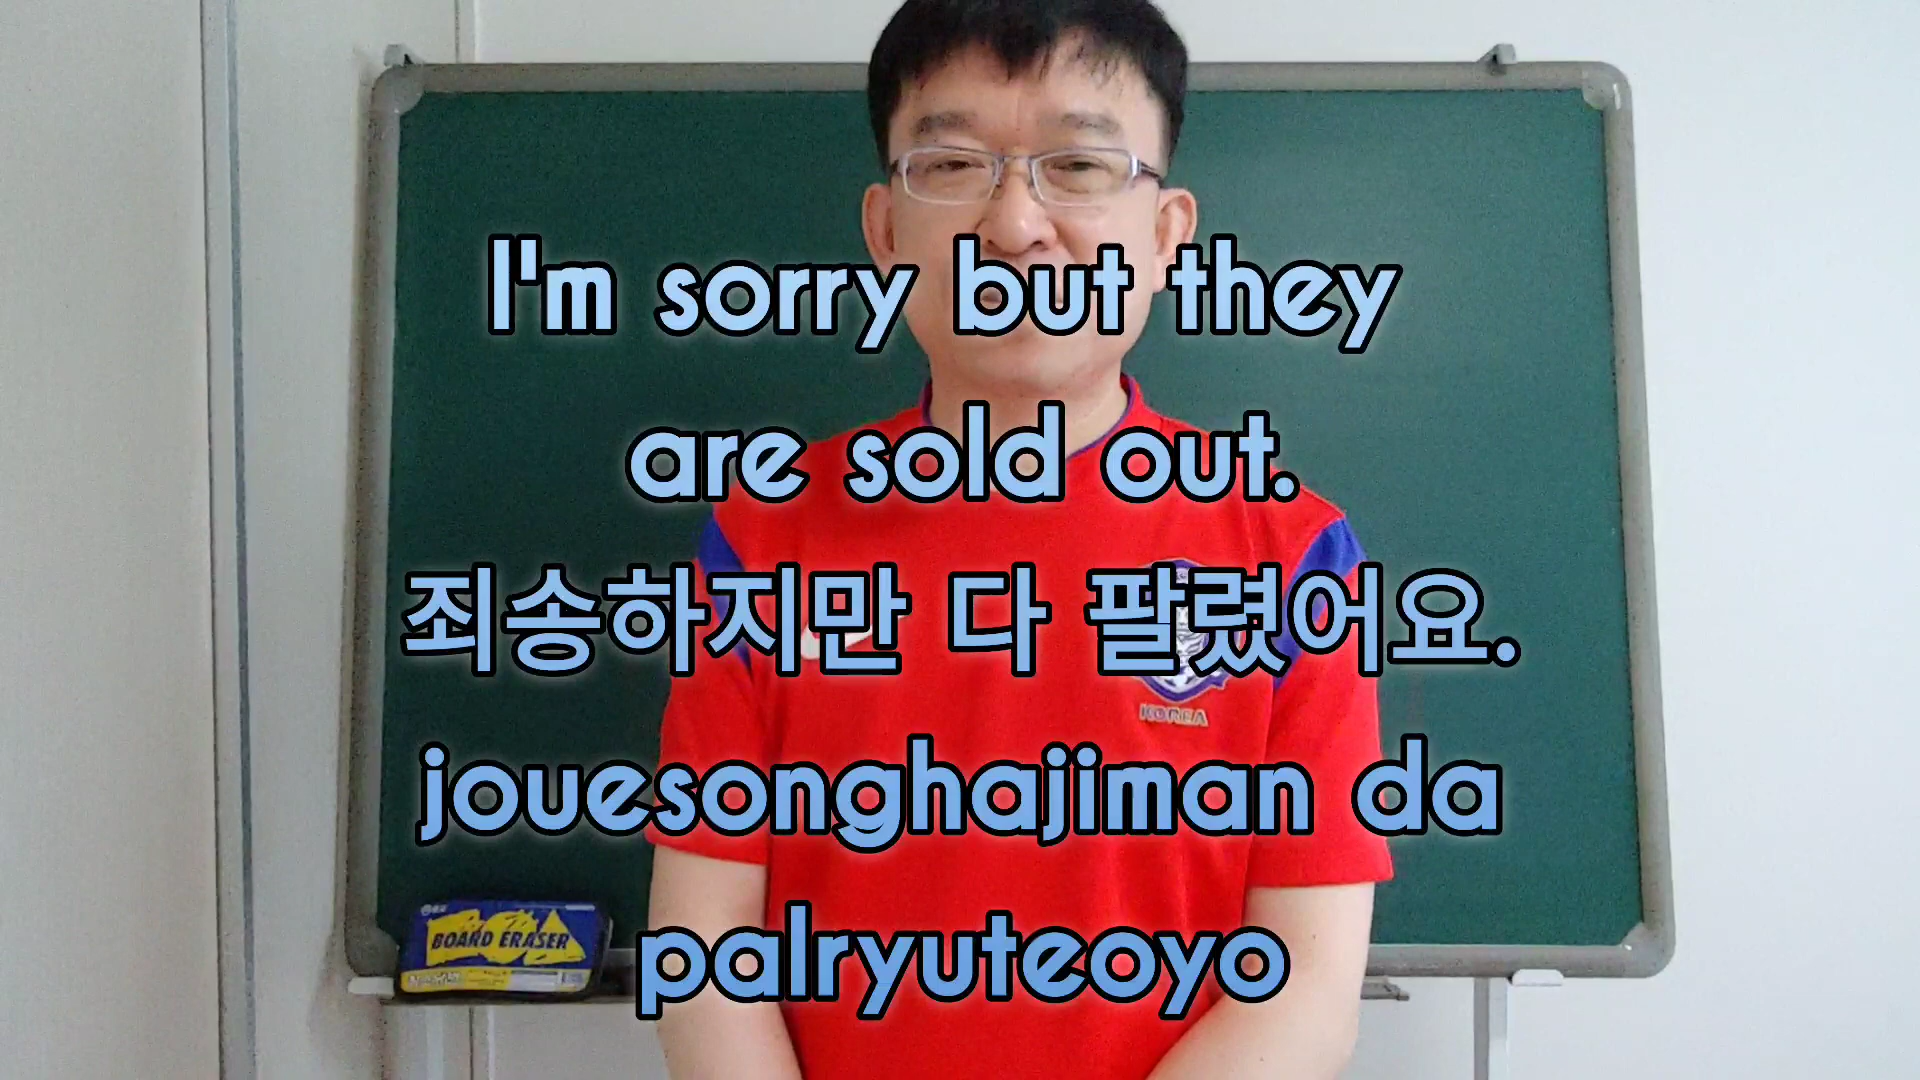 I'm sorry but they
are sold out.
죄송하지만 다 팔렸어요.
jouesonghajiman da
palryuteoyo
KOREA
BOARD ERASER